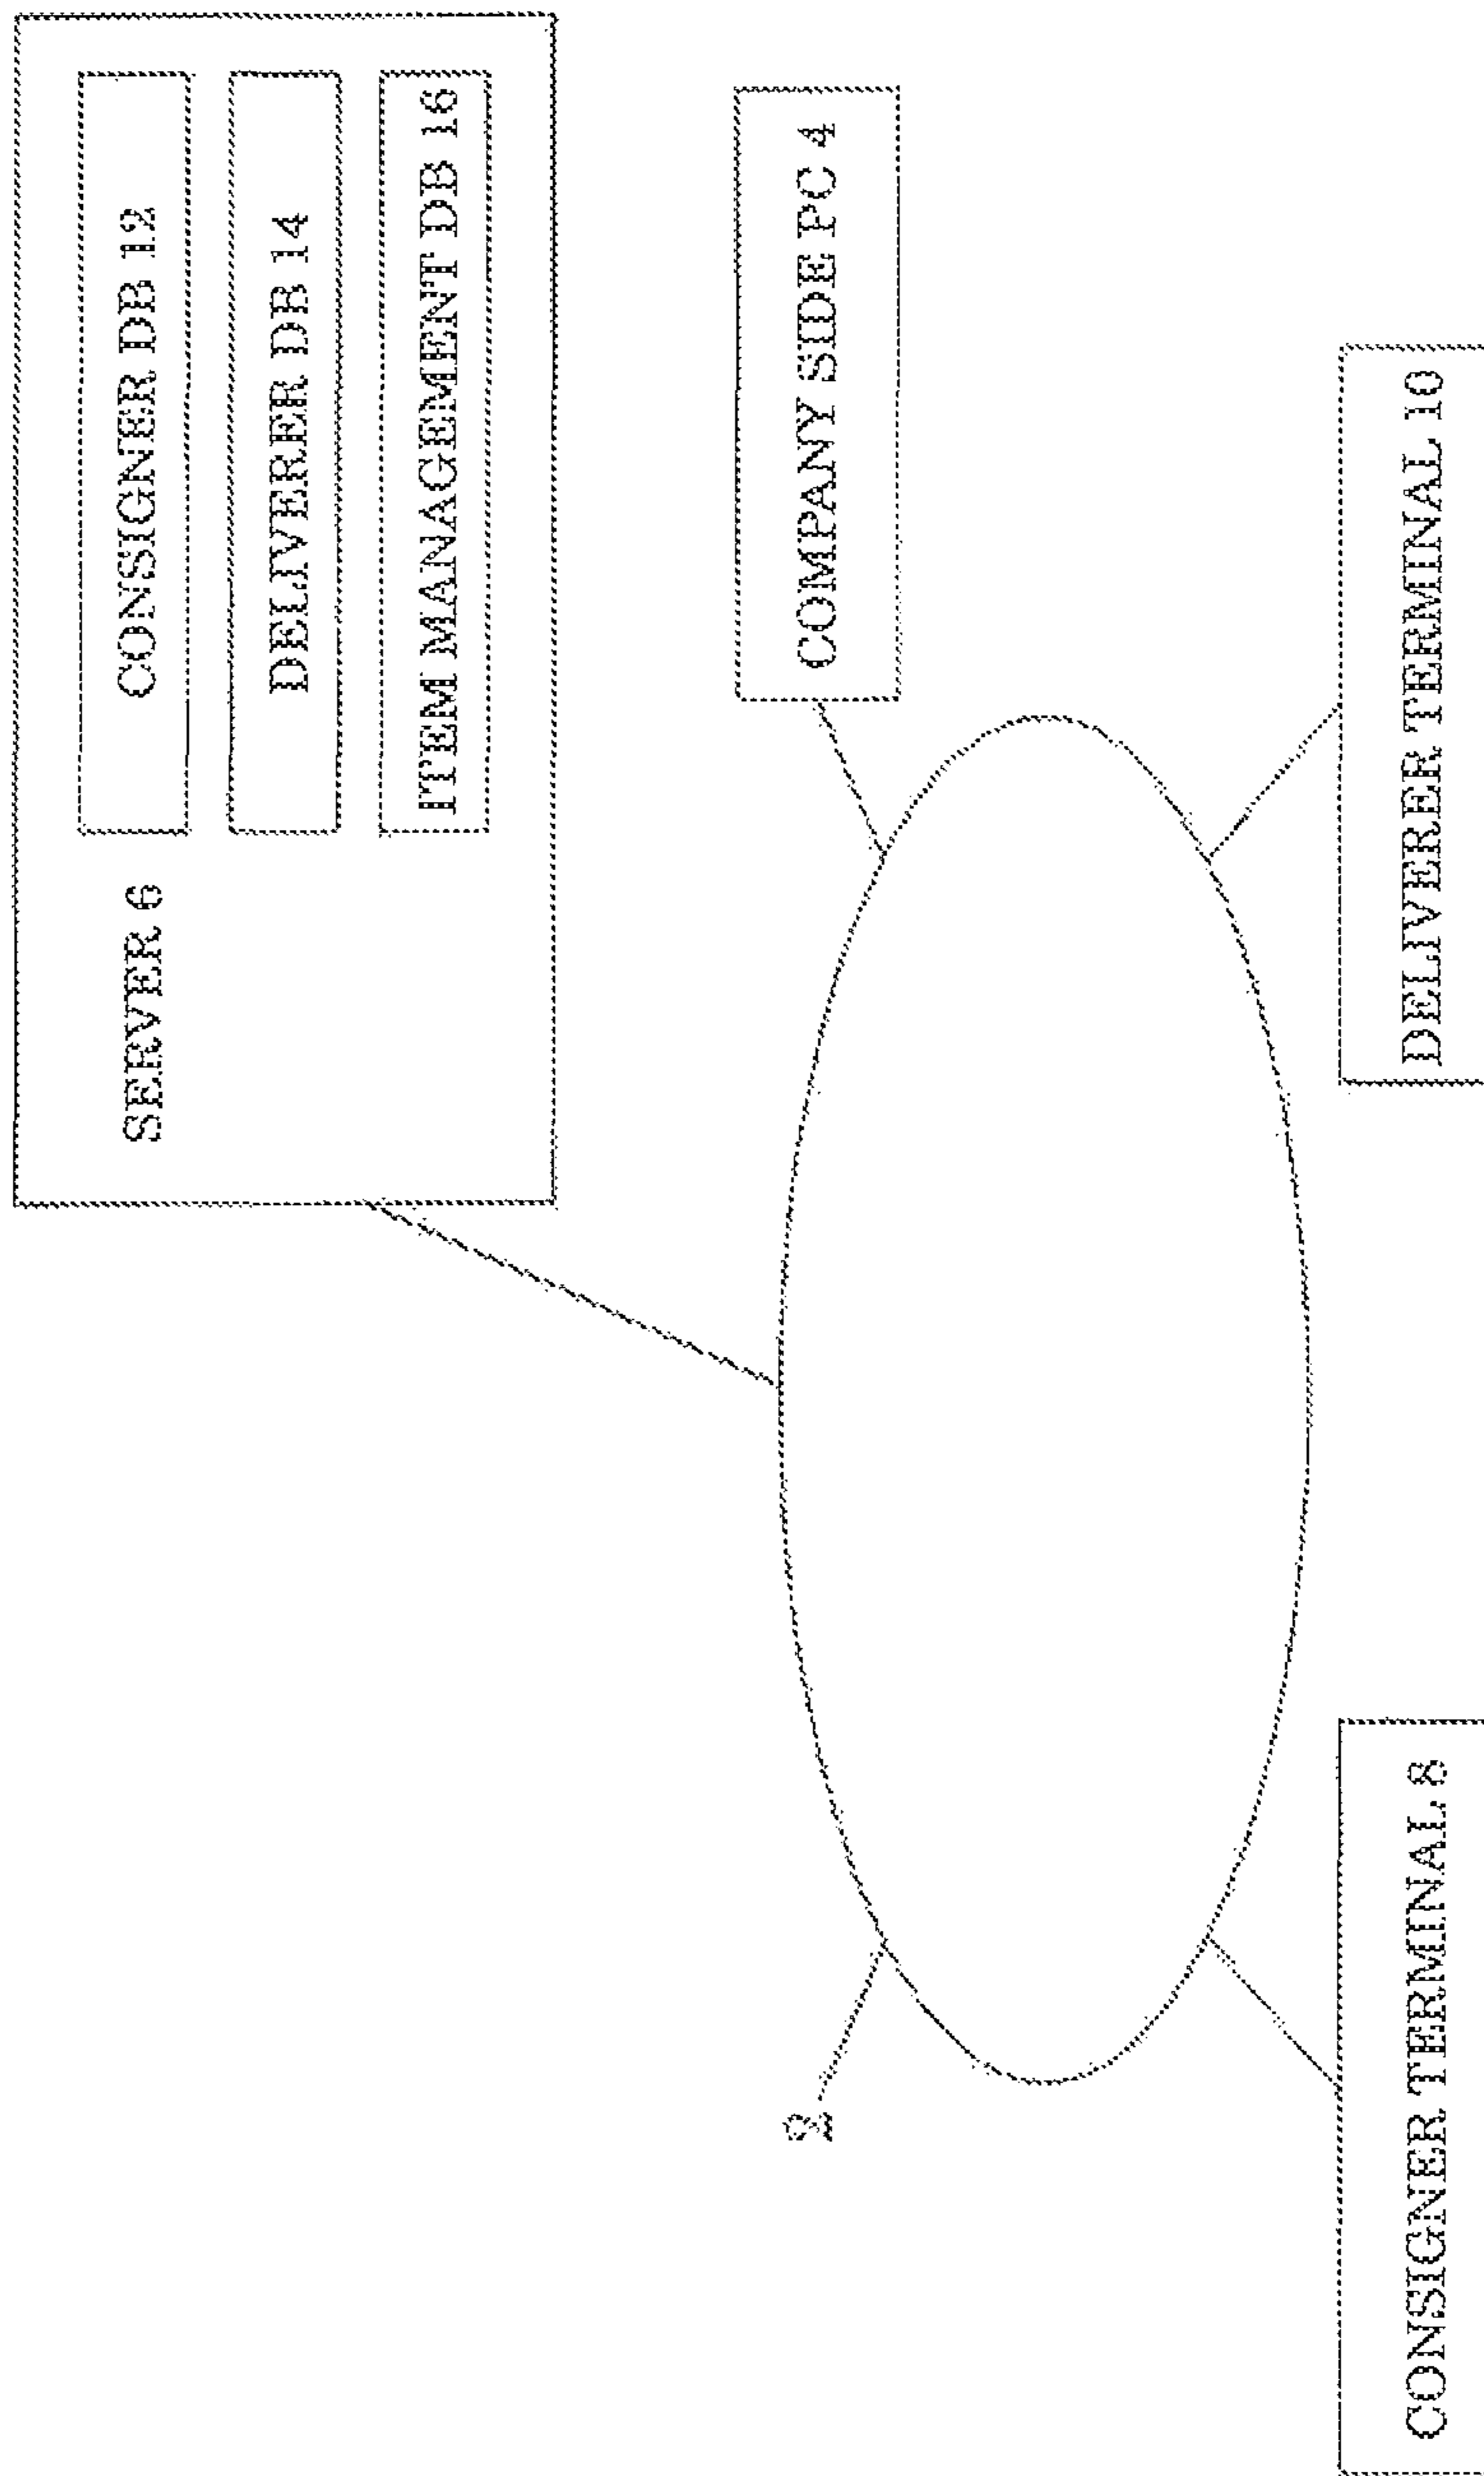 SERVER 6
CONSIGNER DB 12
DELIVERER DB 14
ITEM MANAGEMENT DB 16
2
COMPANY SIDE PC 4
CONSIGNER TERMINAL 8
DELIVERER TERMINAL 10